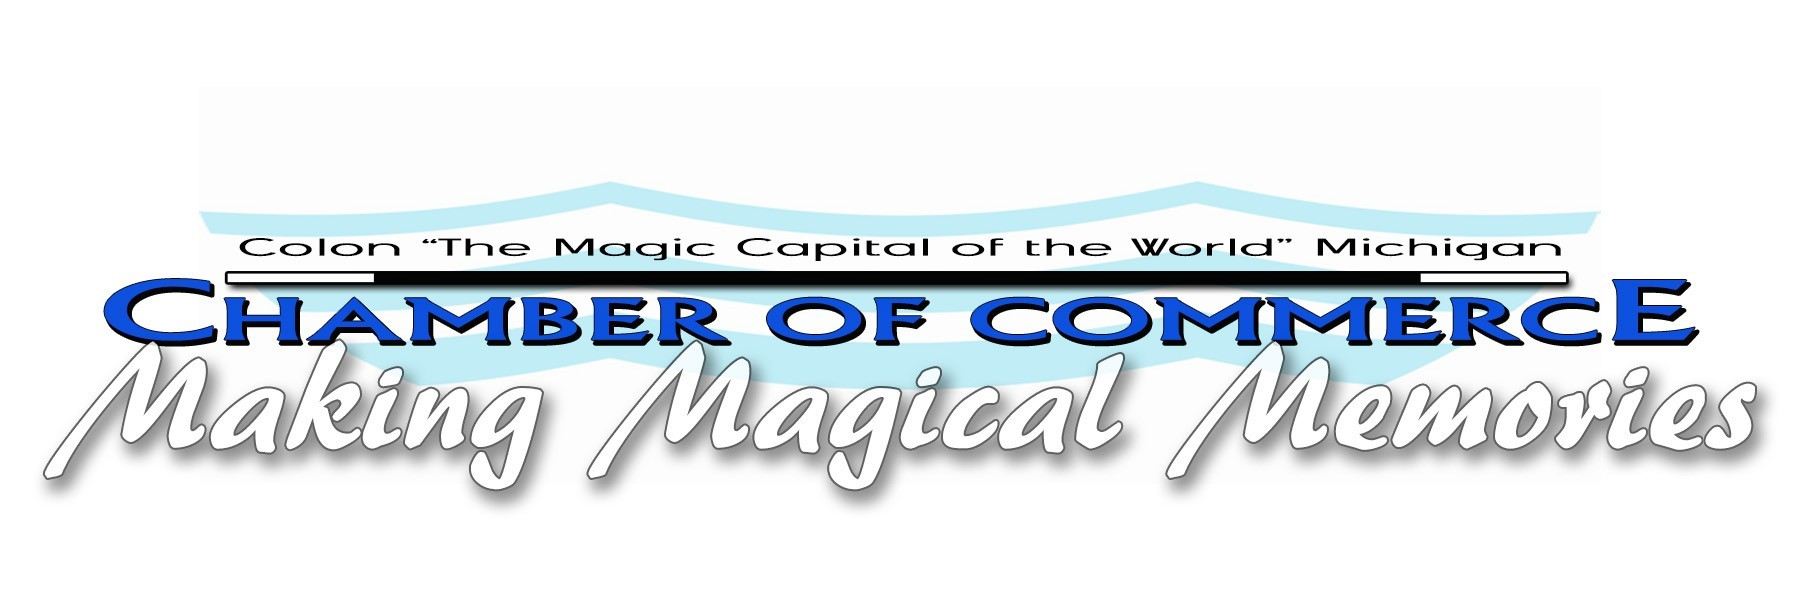 Colon “The Magic Capital of the World” Michigan
CHAMBER OF COMMERCE
Making Magical Memories